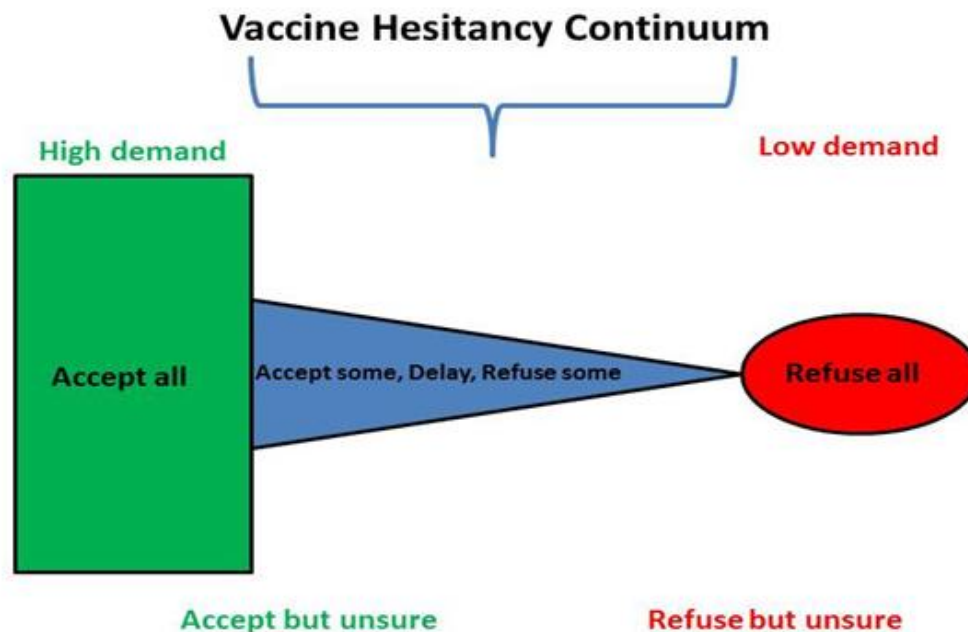 Vaccine Hesitancy Continuum
High demand
Low demand
Accept all
Accept some, Delay, Refuse some
Refuse all
Accept but unsure
Refuse but unsure